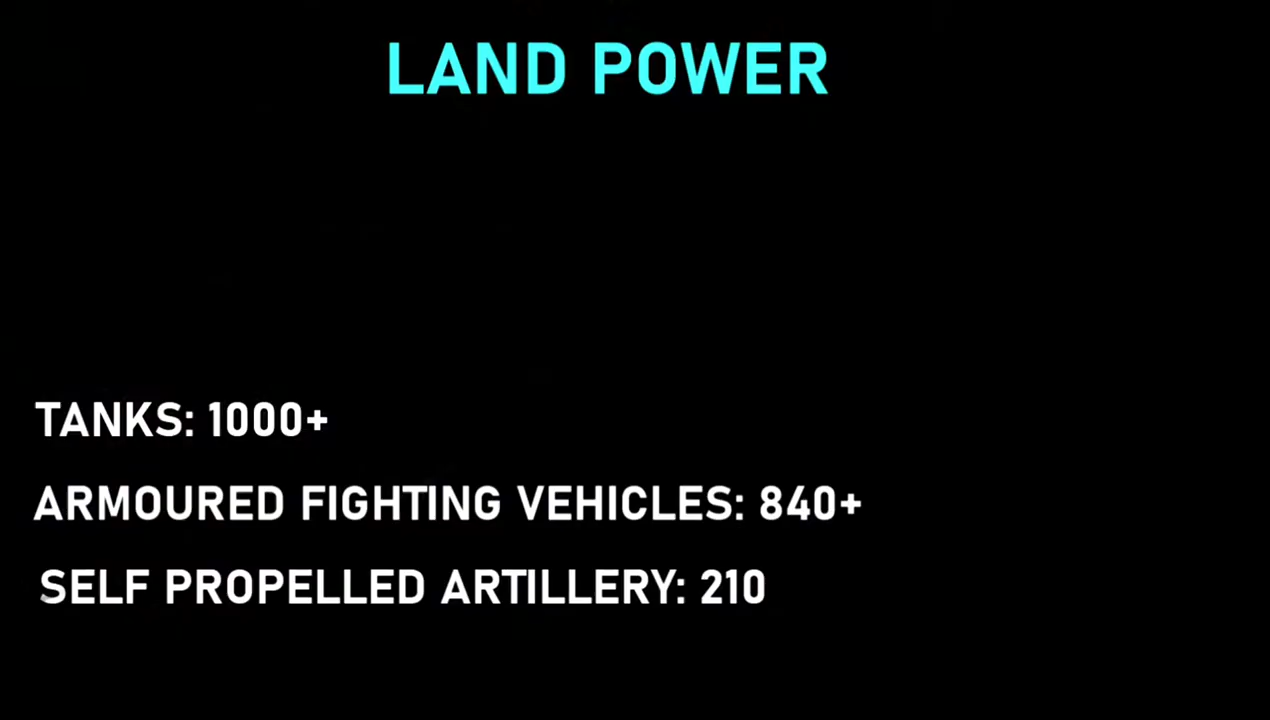 LAND POWER
TANKS: 1000+
ARMOURED FIGHTING VEHICLES: 840+
SELF PROPELLED ARTILLERY: 210